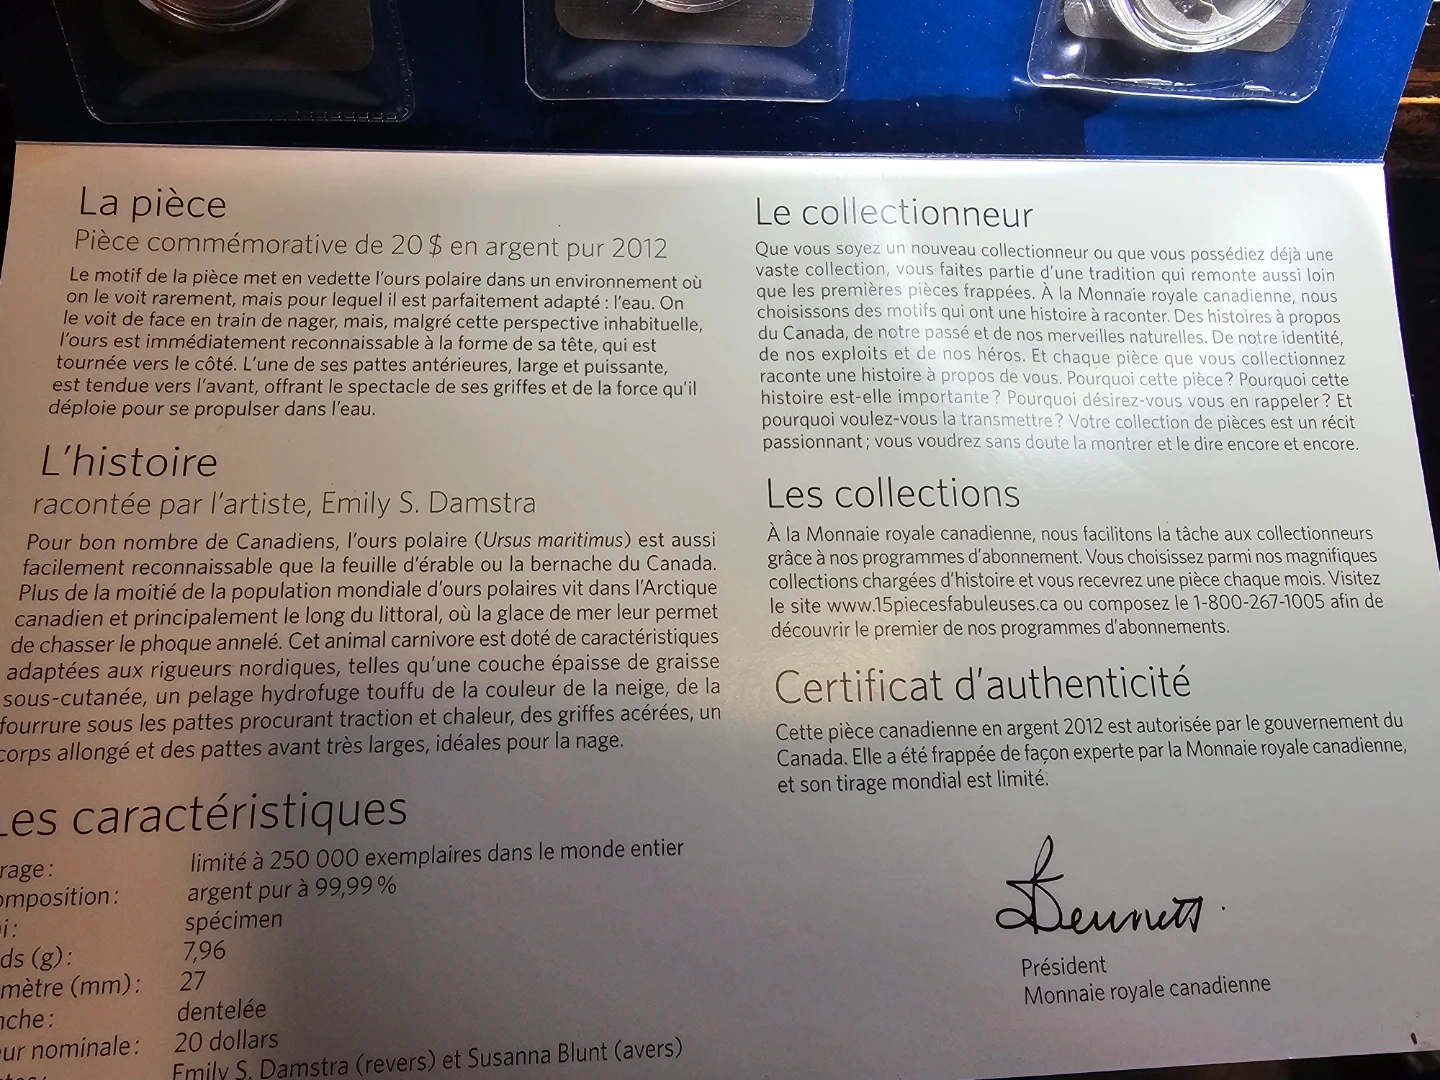 La pièce
Pièce commémorative de 20 $ en argent pur 2012
Le motif de la pièce met en vedette l'ours polaire dans un environnement où
on le voit rarement, mais pour lequel il est parfaitement adapté : l'eau. On
le voit de face en train de nager, mais, malgré cette perspective inhabituelle,
l'ours est immédiatement reconnaissable à la forme de sa tête, qui est
tournée vers le côté. L'une de ses pattes antérieures, large et puissante,
est tendue vers l'avant, offrant le spectacle de ses griffes et de la force qu'il
déploie pour se propulser dans l'eau.
L'histoire
racontée par l'artiste, Emily S. Damstra
Pour bon nombre de Canadiens, l'ours polaire (Ursus maritimus) est aussi
facilement reconnaissable que la feuille d'érable ou la bernache du Canada.
Plus de la moitié de la population mondiale d'ours polaires vit dans l'Arctique
canadien et principalement le long du littoral, où la glace de mer leur permet
de chasser le phoque annelé. Cet animal carnivore est doté de caractéristiques
adaptées aux rigueurs nordiques, telles qu'une couche épaisse de graisse
sous-cutanée, un pelage hydrofuge touffu de la couleur de la neige, de la
fourrure sous les pattes procurant traction et chaleur, des griffes acérées, un
corps allongé et des pattes avant très larges, idéales pour la nage.
Les caractéristiques
rage : limité à 250 000 exemplaires dans le monde entier
omposition : argent pur à 99,99 %
i : spécimen
ds (g) : 7,96
mètre (mm) : 27
nche : dentelée
ur nominale : 20 dollars
Emily S. Damstra (revers) et Susanna Blunt (avers)
Le collectionneur
Que vous soyez un nouveau collectionneur ou que vous possédiez déjà une
vaste collection, vous faites partie d'une tradition qui remonte aussi loin
que les premières pièces frappées. À la Monnaie royale canadienne, nous
choisissons des motifs qui ont une histoire à raconter. Des histoires à propos
du Canada, de notre passé et de nos merveilles naturelles. De notre identité,
de nos exploits et de nos héros. Et chaque pièce que vous collectionnez
raconte une histoire à propos de vous. Pourquoi cette pièce ? Pourquoi cette
histoire est-elle importante ? Pourquoi désirez-vous vous en rappeler ? Et
pourquoi voulez-vous la transmettre ? Votre collection de pièces est un récit
passionnant ; vous voudrez sans doute la montrer et le dire encore et encore.
Les collections
À la Monnaie royale canadienne, nous facilitons la tâche aux collectionneurs
grâce à nos programmes d'abonnement. Vous choisissez parmi nos magnifiques
collections chargées d'histoire et vous recevrez une pièce chaque mois. Visitez
le site www.15piecesfabuleuses.ca ou composez le 1-800-267-1005 afin de
découvrir le premier de nos programmes d'abonnements.
Certificat d'authenticité
Cette pièce canadienne en argent 2012 est autorisée par le gouvernement du
Canada. Elle a été frappée de façon experte par la Monnaie royale canadienne,
et son tirage mondial est limité.
Président
Monnaie royale canadienne